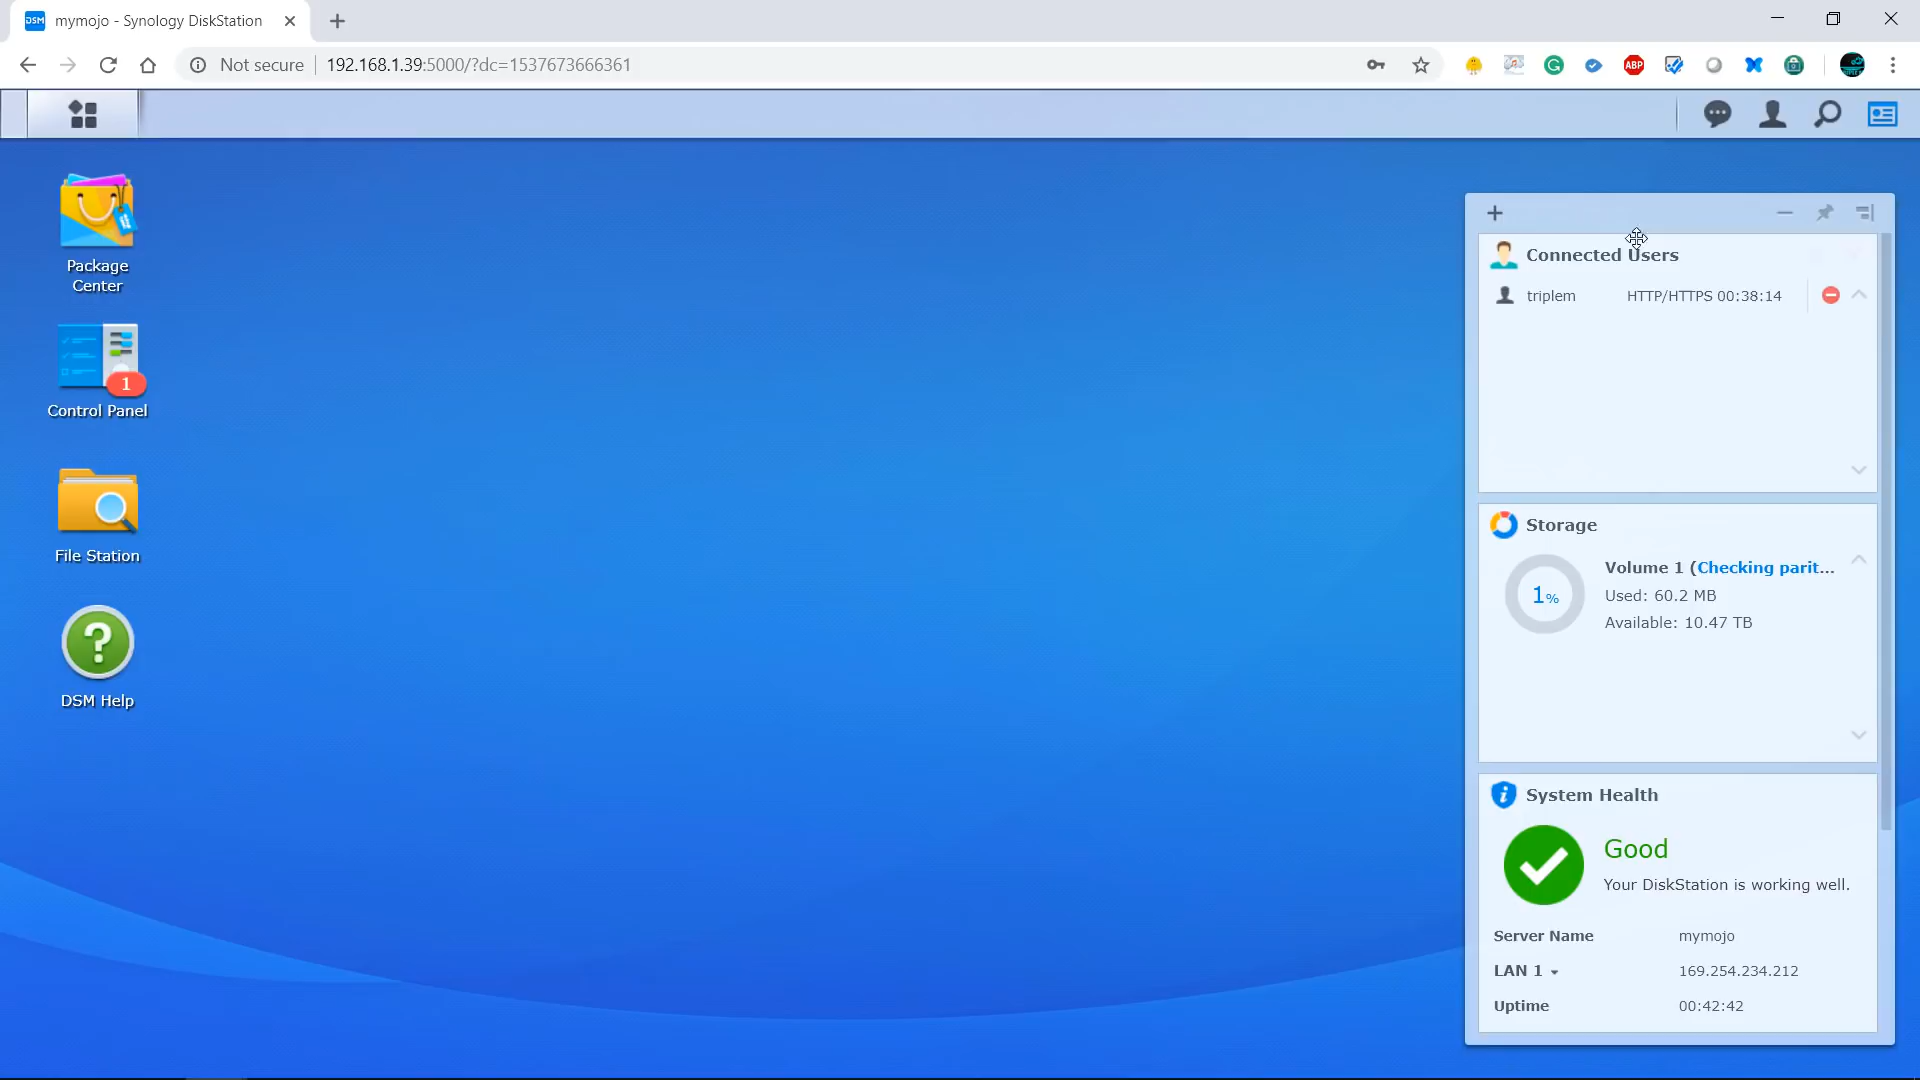 DSM mymojo - Synology DiskStation
Not secure 192.168.1.39:5000/?dc=1537673666361
ABP
Package
Center
1
Control Panel
File Station
DSM Help
Connected Users
triplem HTTP/HTTPS 00:38:14
Storage
1%
Volume 1 (Checking parit...
Used: 60.2 MB
Available: 10.47 TB
System Health
Good
Your DiskStation is working well.
Server Name mymojo
LAN 1 169.254.234.212
Uptime 00:42:42